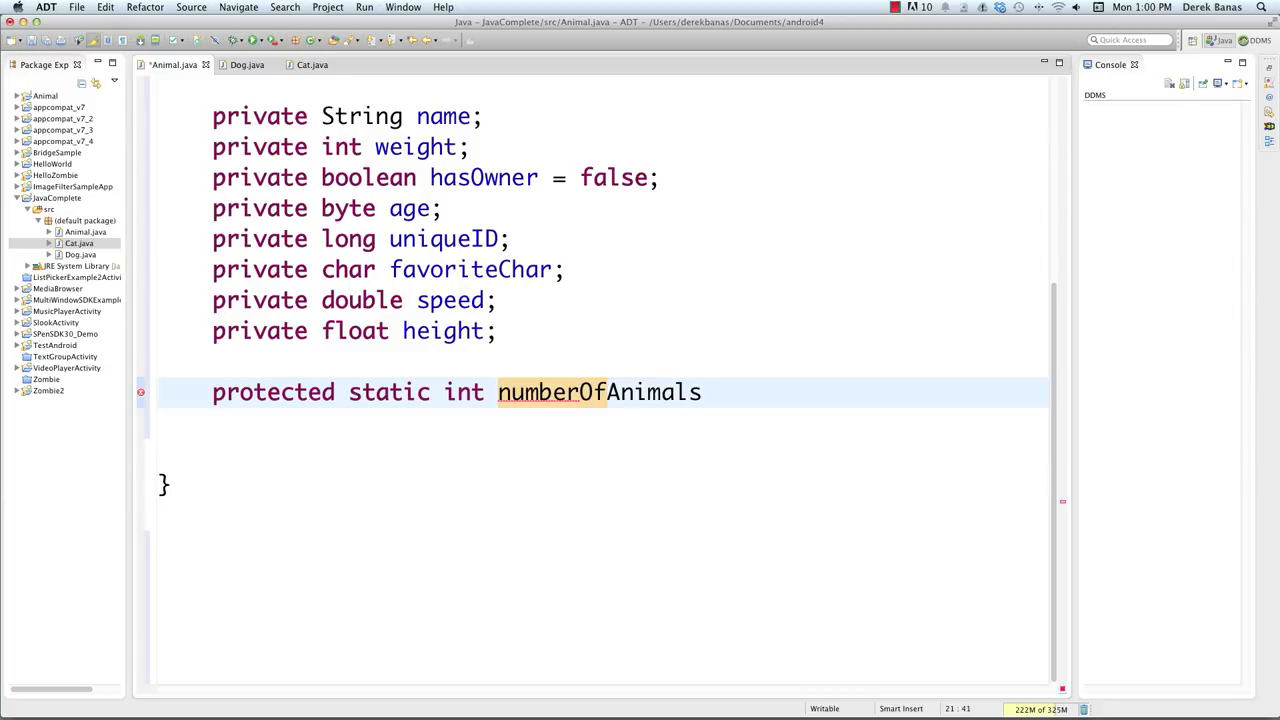 ADT File Edit Refactor Source Navigate Search Project Run Window Help 10 Mon 1:00 PM Derek Banas
Java – JavaComplete/src/Animal.java – ADT – /Users/derekbanas/Documents/android4
Quick Access Java DDMS
Package Exp
*Animal.java Dog.java Cat.java
Console
DDMS
Animal
appcompat_v7
appcompat_v7_2
appcompat_v7_3
appcompat_v7_4
BridgeSample
HelloWorld
HelloZombie
ImageFilterSampleApp
JavaComplete
src
(default package)
Animal.java
Cat.java
Dog.java
JRE System Library [Ja
ListPickerExample2Activi
MediaBrowser
MultiWindowSDKExample
MusicPlayerActivity
SlookActivity
SPenSDK30_Demo
TestAndroid
TextGroupActivity
VideoPlayerActivity
Zombie
Zombie2
private String name;
private int weight;
private boolean hasOwner = false;
private byte age;
private long uniqueID;
private char favoriteChar;
private double speed;
private float height;
protected static int numberOfAnimals
}
Writable Smart Insert 21 : 41 222M of 325M